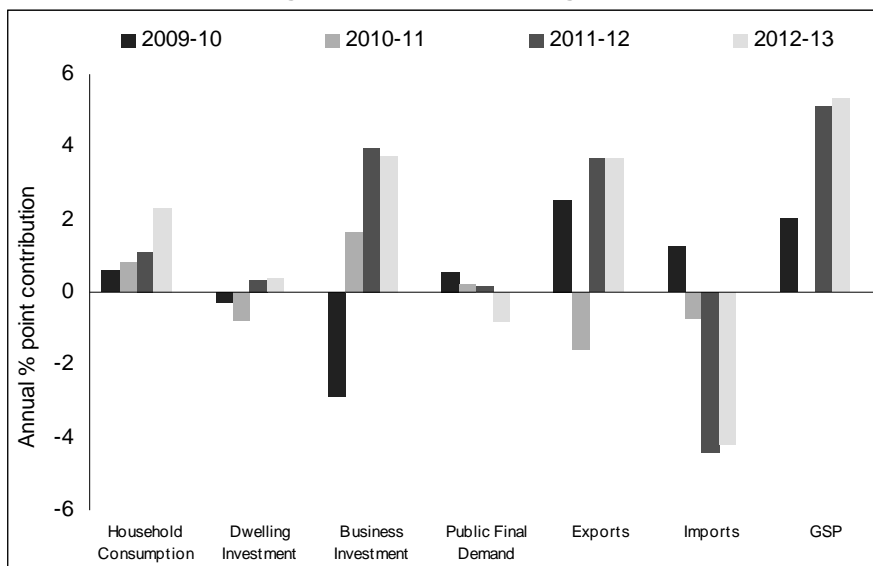 2009-10 2010-11 2011-12 2012-13
Annual % point contribution
6
4
2
0
-2
-4
-6
Household Consumption
Dwelling Investment
Business Investment
Public Final Demand
Exports
Imports
GSP